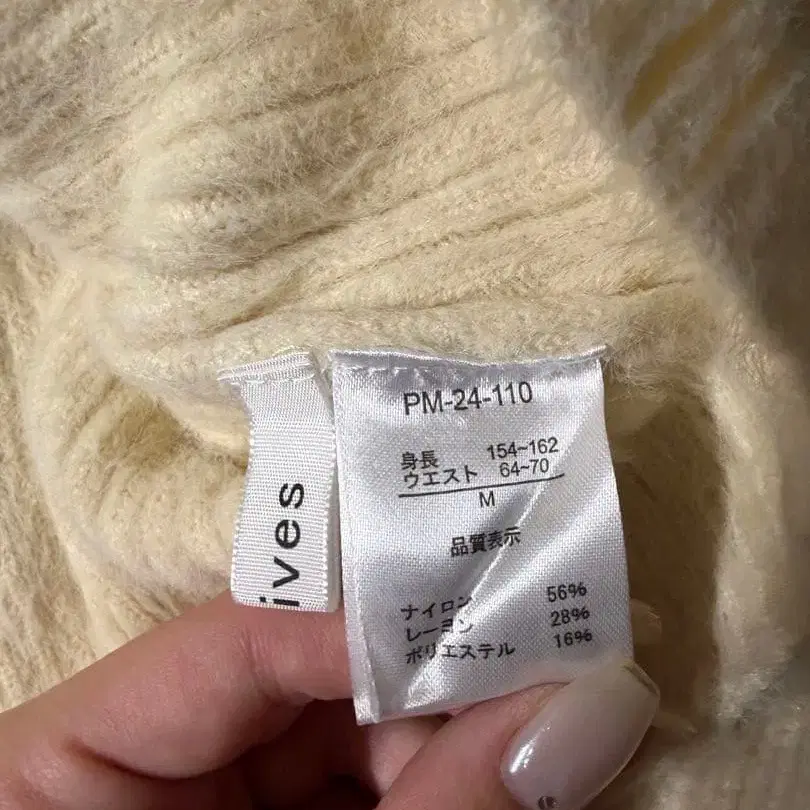 ives
PM-24-110
身長 154~162
ウエスト 64~70
M
品質表示
ナイロン 56%
レーヨン 28%
ポリエステル 16%